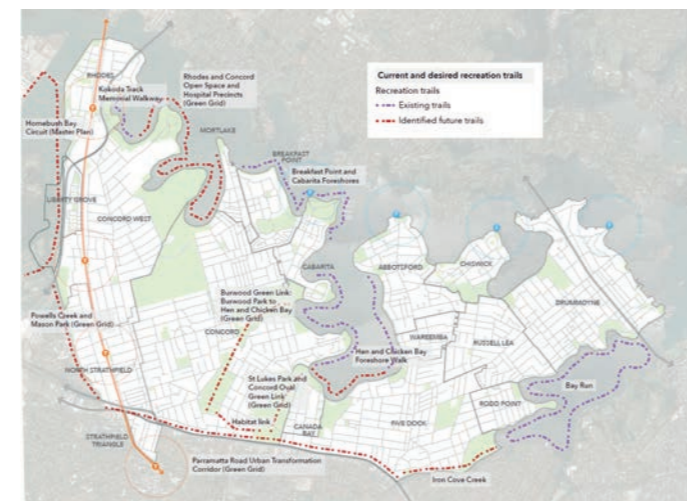 RHODES
Kokoda Track
Memorial Walkway
Rhodes and Concord
Open Space and
Hospital Precincts
(Green Grid)
Current and desired recreation trails
Recreation trails
Existing trails
Identified future trails
Homebush Bay
Circuit (Master Plan)
MORTLAKE
BREAKFAST
POINT
Breakfast Point and
Cabarita Foreshores
LIBERTY GROVE
CONCORD WEST
CABARITA
ABBOTSFORD
CHISWICK
DRUMMOYNE
Burwood Green Link:
Burwood Park to
Hen and Chicken Bay
(Green Grid)
Powells Creek and
Mason Park (Green Grid)
CONCORD
WAREEMBA
RUSSELL LEA
Hen and Chicken Bay
Foreshore Walk
NORTH STRATHFIELD
St Lukes Park and
Concord Oval
Green Link
(Green Grid)
Bay Run
RODD POINT
Habitat link
CANADA
BAY
FIVE DOCK
STRATHFIELD
TRIANGLE
Parramatta Road Urban Transformation
Corridor (Green Grid)
Iron Cove Creek